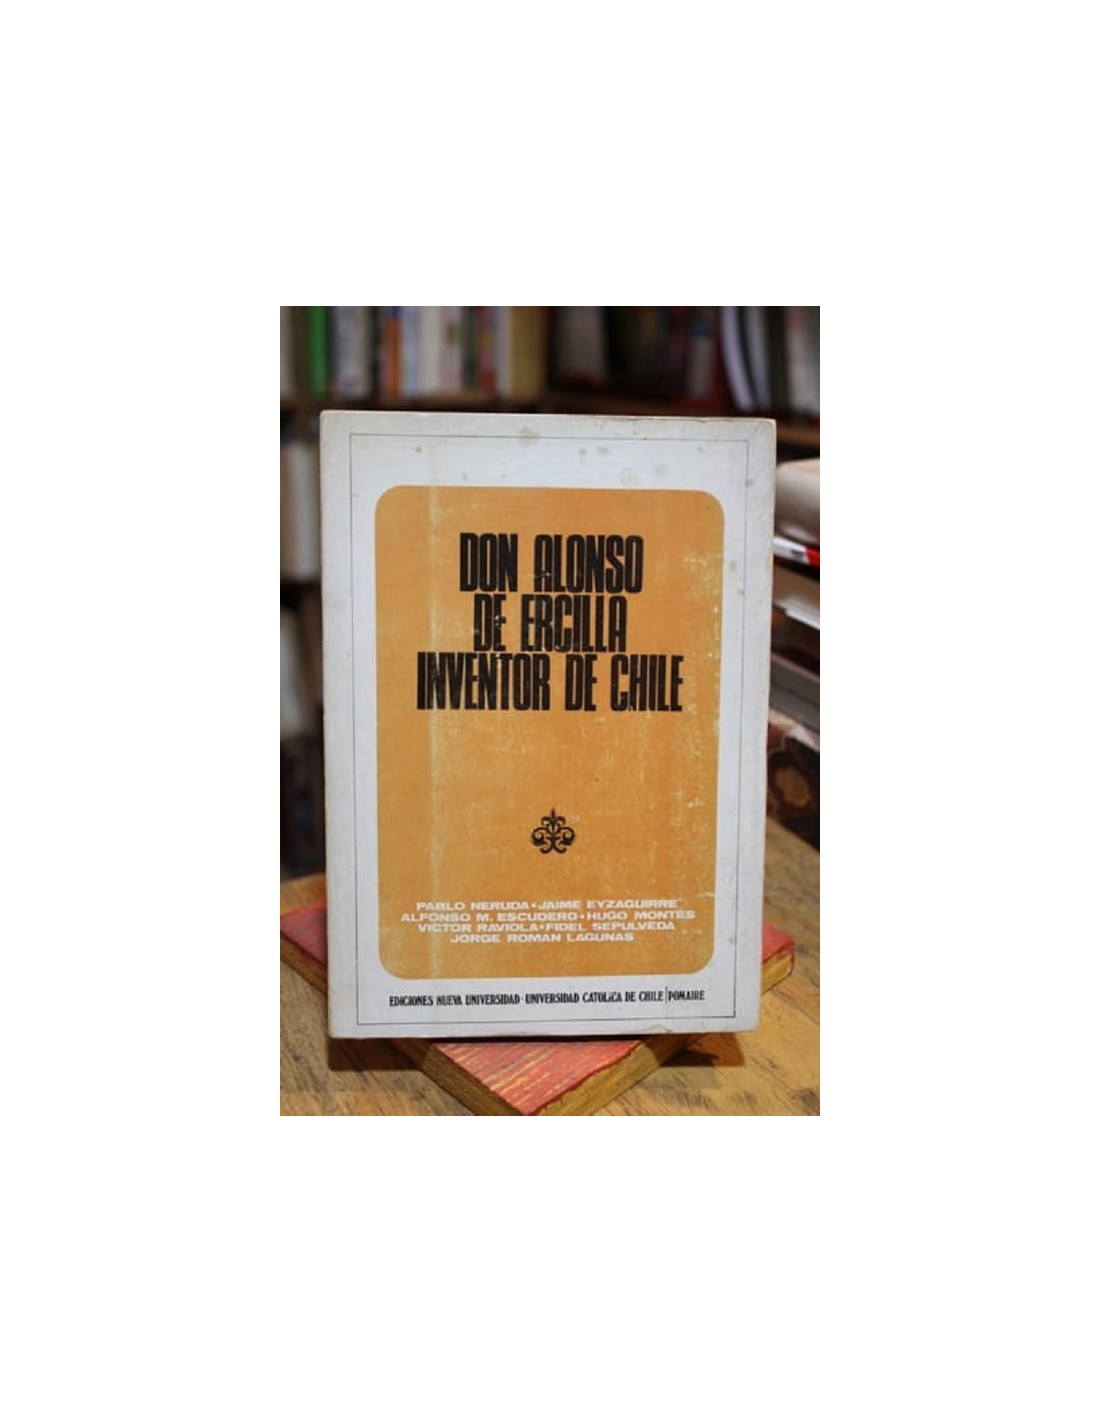 DON ALONSO
DE ERCILLA
INVENTOR DE CHILE
PABLO NERUDA • JAIME EYZAGUIRRE
ALFONSO M. ESCUDERO • HUGO MONTES
VICTOR RAVIOLA • FIDEL SEPULVEDA
JORGE ROMAN LAGUNAS
EDICIONES NUEVA UNIVERSIDAD · UNIVERSIDAD CATOLICA DE CHILE | POMAIRE